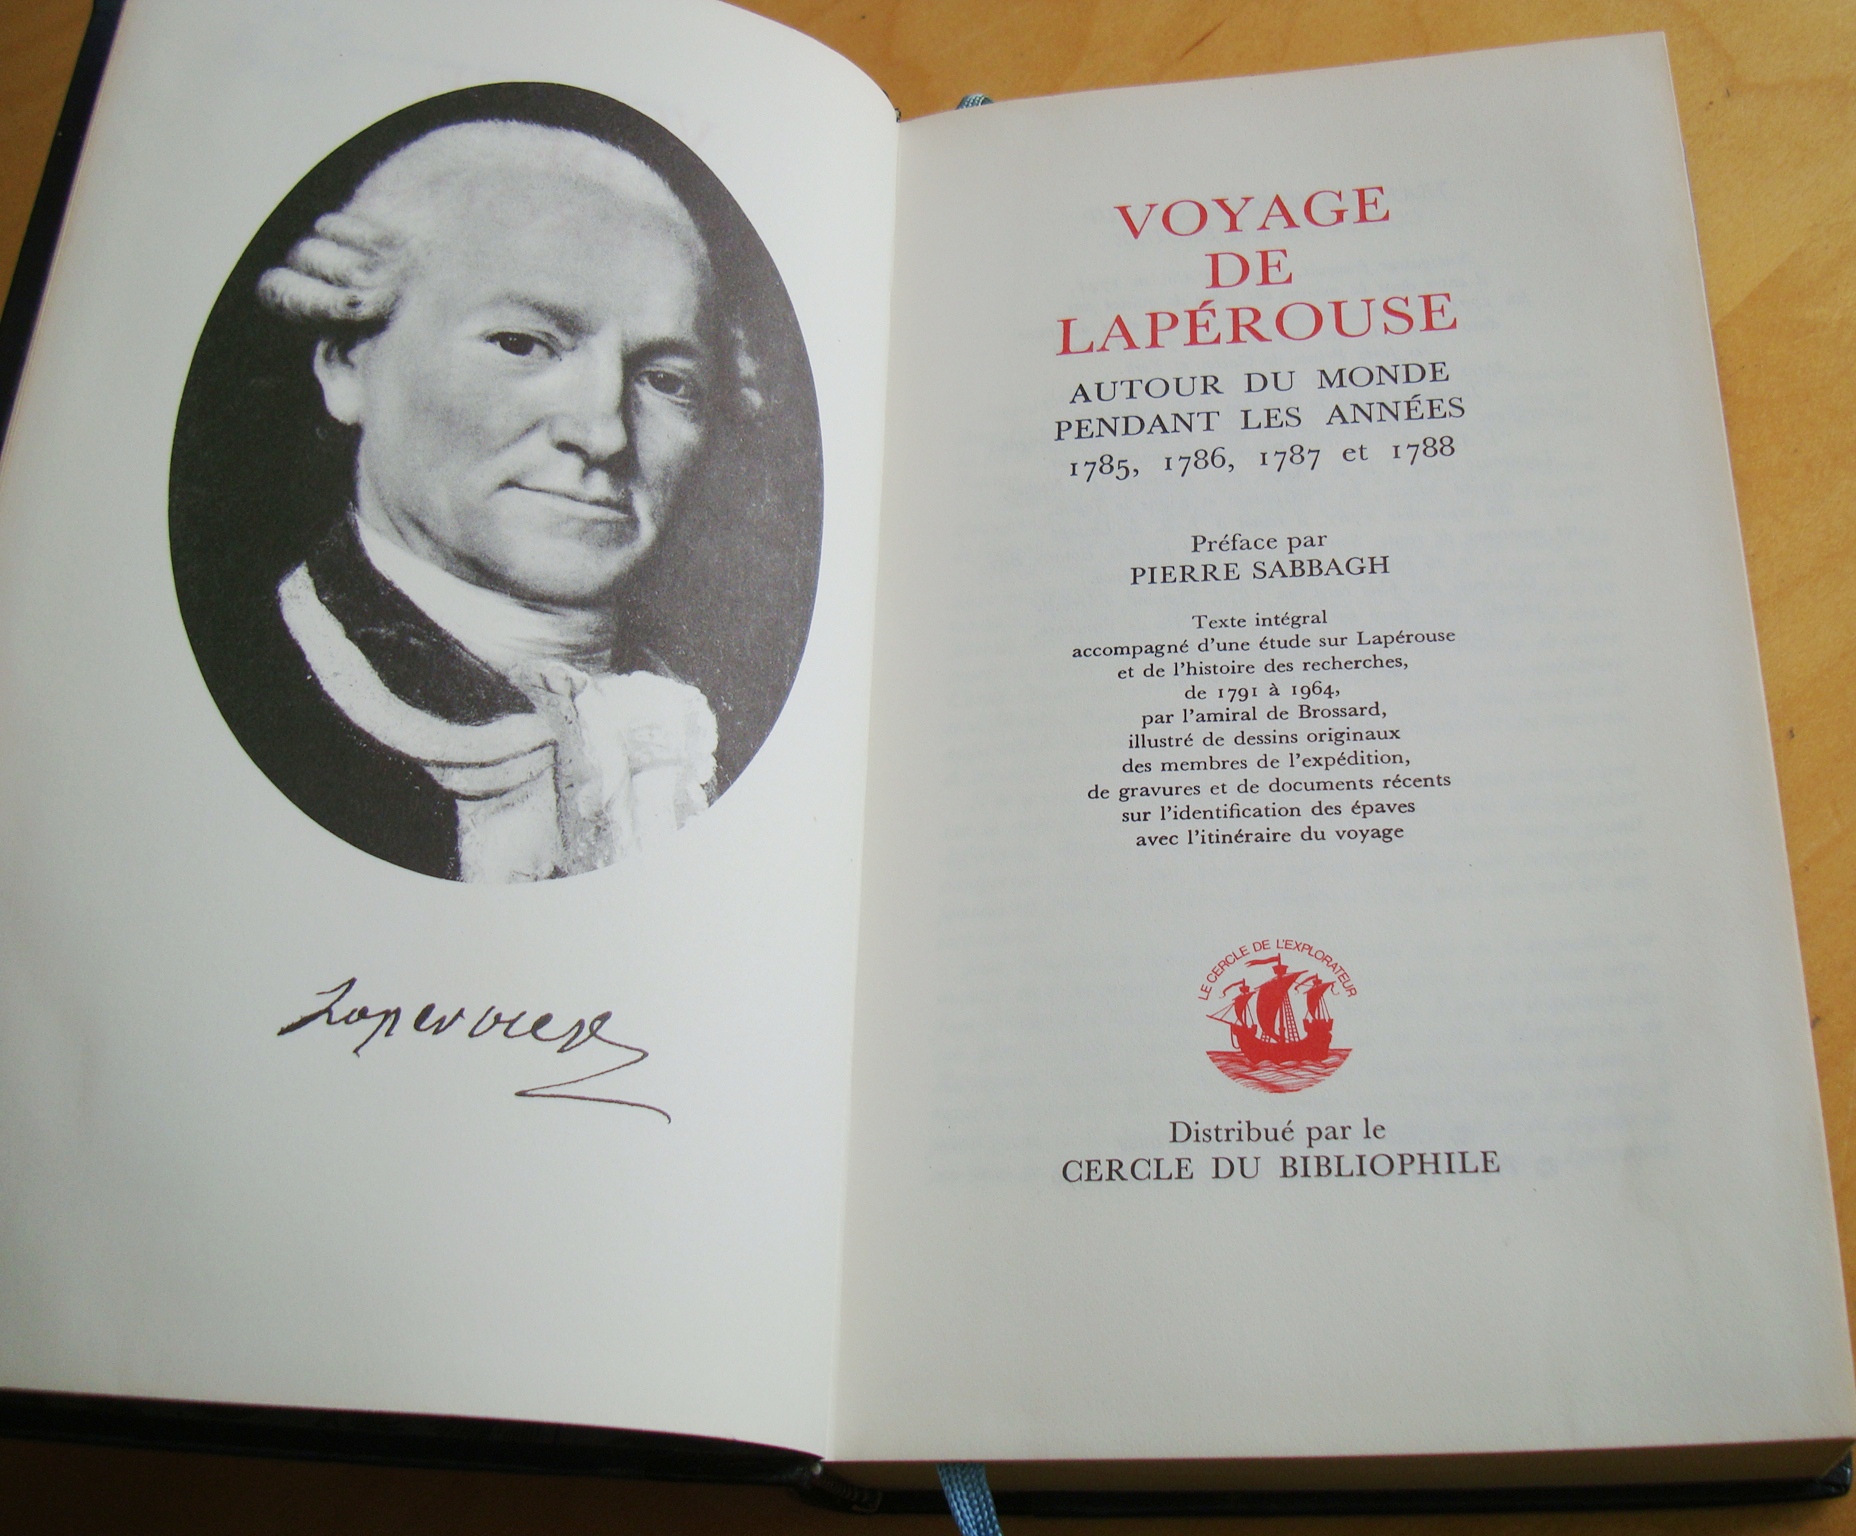 Laperouse
VOYAGE
DE
LAPÉROUSE
AUTOUR DU MONDE
PENDANT LES ANNÉES
1785, 1786, 1787 et 1788
Préface par
PIERRE SABBAGH
Texte intégral
accompagné d'une étude sur Lapérouse
et de l'histoire des recherches,
de 1791 à 1964,
par l'amiral de Brossard,
illustré de dessins originaux
des membres de l'expédition,
de gravures et de documents récents
sur l'identification des épaves
avec l'itinéraire du voyage
LE CERCLE DE L'EXPLORATEUR
Distribué par le
CERCLE DU BIBLIOPHILE